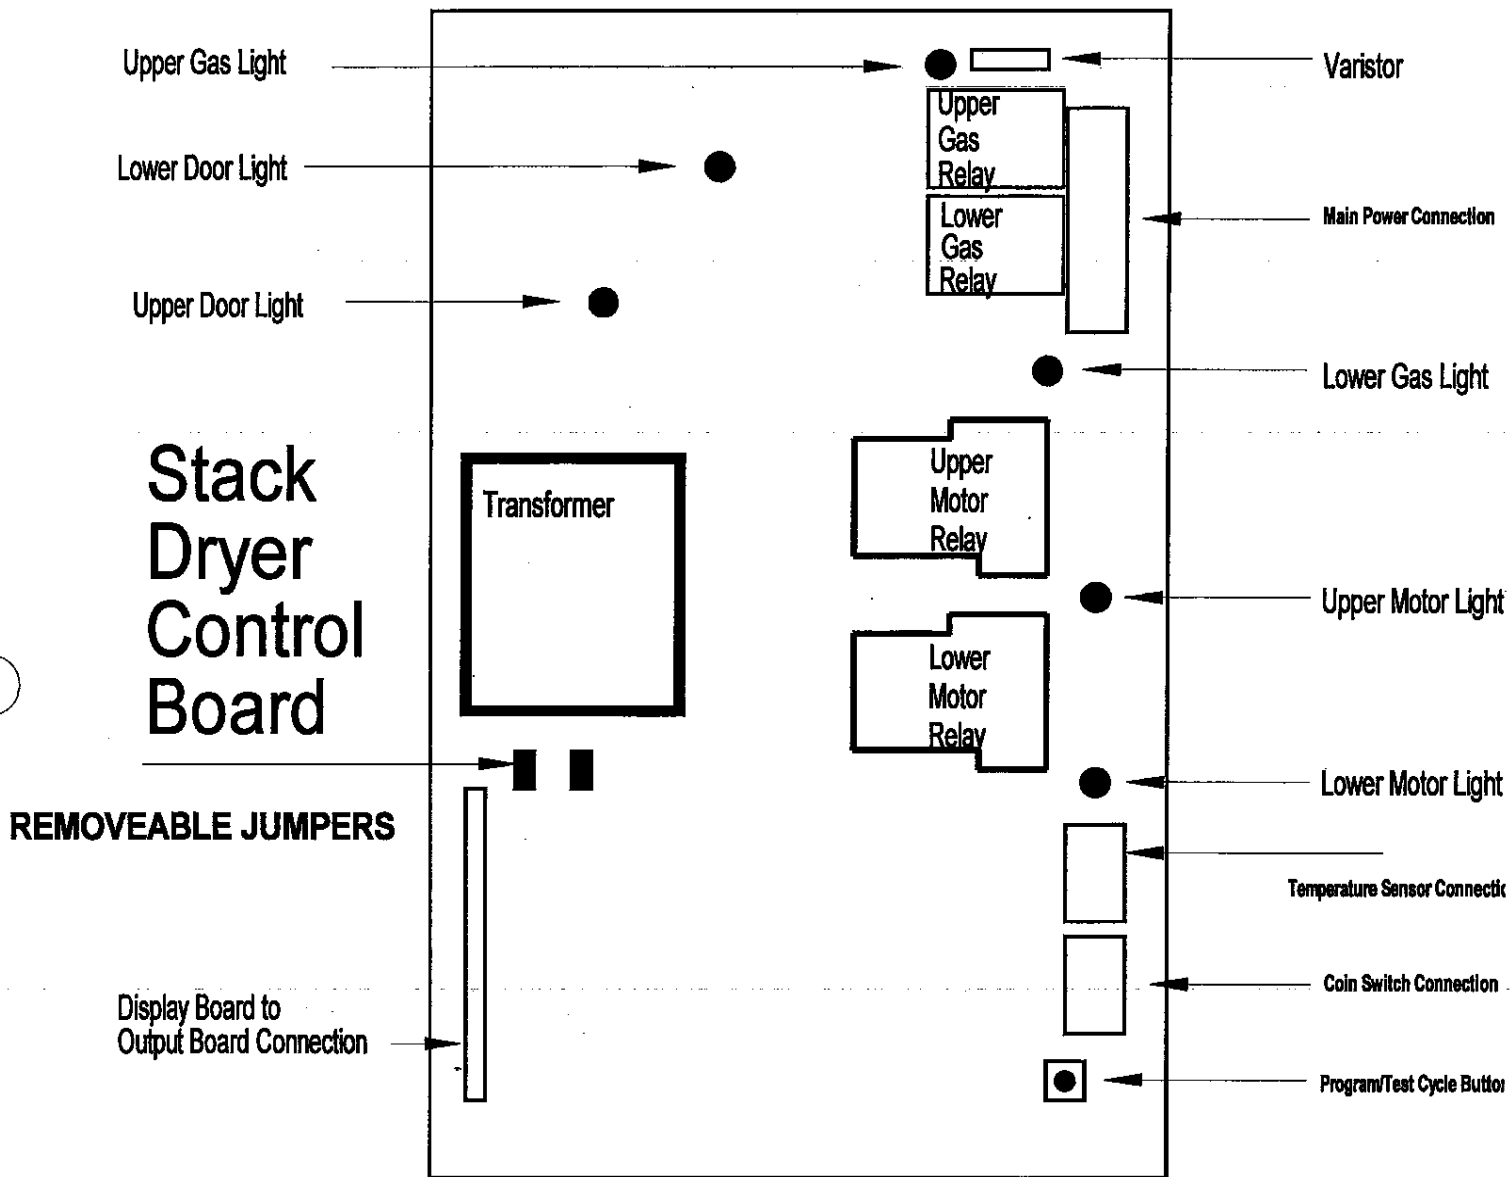 Upper Gas Light
Varistor
Upper
Gas
Relay
Lower Door Light
Lower
Gas
Relay
Main Power Connection
Upper Door Light
Lower Gas Light
Stack
Dryer
Control
Board
Transformer
Upper
Motor
Relay
Upper Motor Light
Lower
Motor
Relay
Lower Motor Light
REMOVEABLE JUMPERS
Temperature Sensor Connectic
Coin Switch Connection
Display Board to
Output Board Connection
Program/Test Cycle Buttor